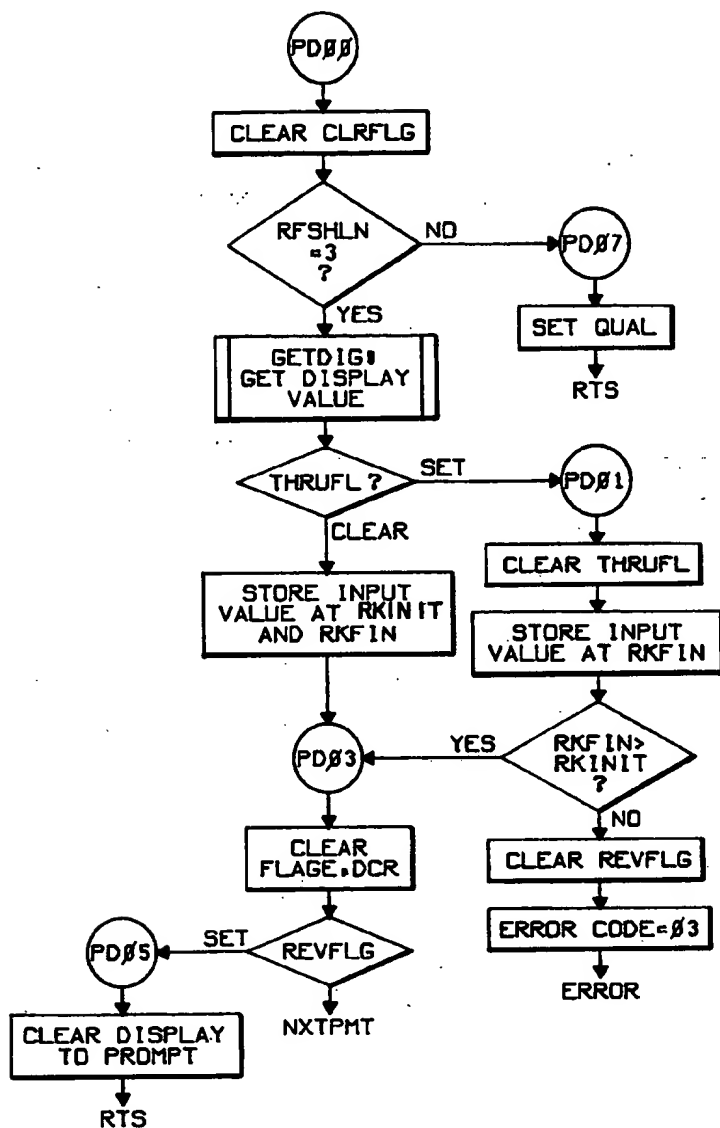 PDØØ
CLEAR CLRFLG
RFSHLN
=3
?
NO
PDØ7
YES
SET QUAL
GETDIG:
GET DISPLAY
VALUE
RTS
THRUFL ?
SET
PDØ1
CLEAR
CLEAR THRUFL
STORE INPUT
VALUE AT RKINIT
AND RKFIN
STORE INPUT
VALUE AT RKFIN
PDØ3
YES
RKFIN>
RKINIT
?
NO
CLEAR
FLAGE,DCR
CLEAR REVFLG
PDØ5
SET
REVFLG
ERROR CODE=Ø3
NXTPMT
ERROR
CLEAR DISPLAY
TO PROMPT
RTS